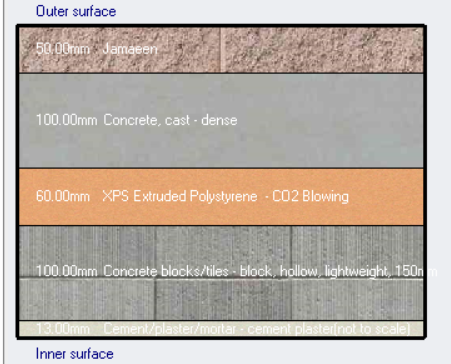 Outer surface
50.00mm Jamaeen
100.00mm Concrete, cast - dense
60.00mm XPS Extruded Polystyrene - CO2 Blowing
100.00mm Concrete blocks/tiles - block, hollow, lightweight, 150mm
13.00mm Cement/plaster/mortar - cement plaster(not to scale)
Inner surface